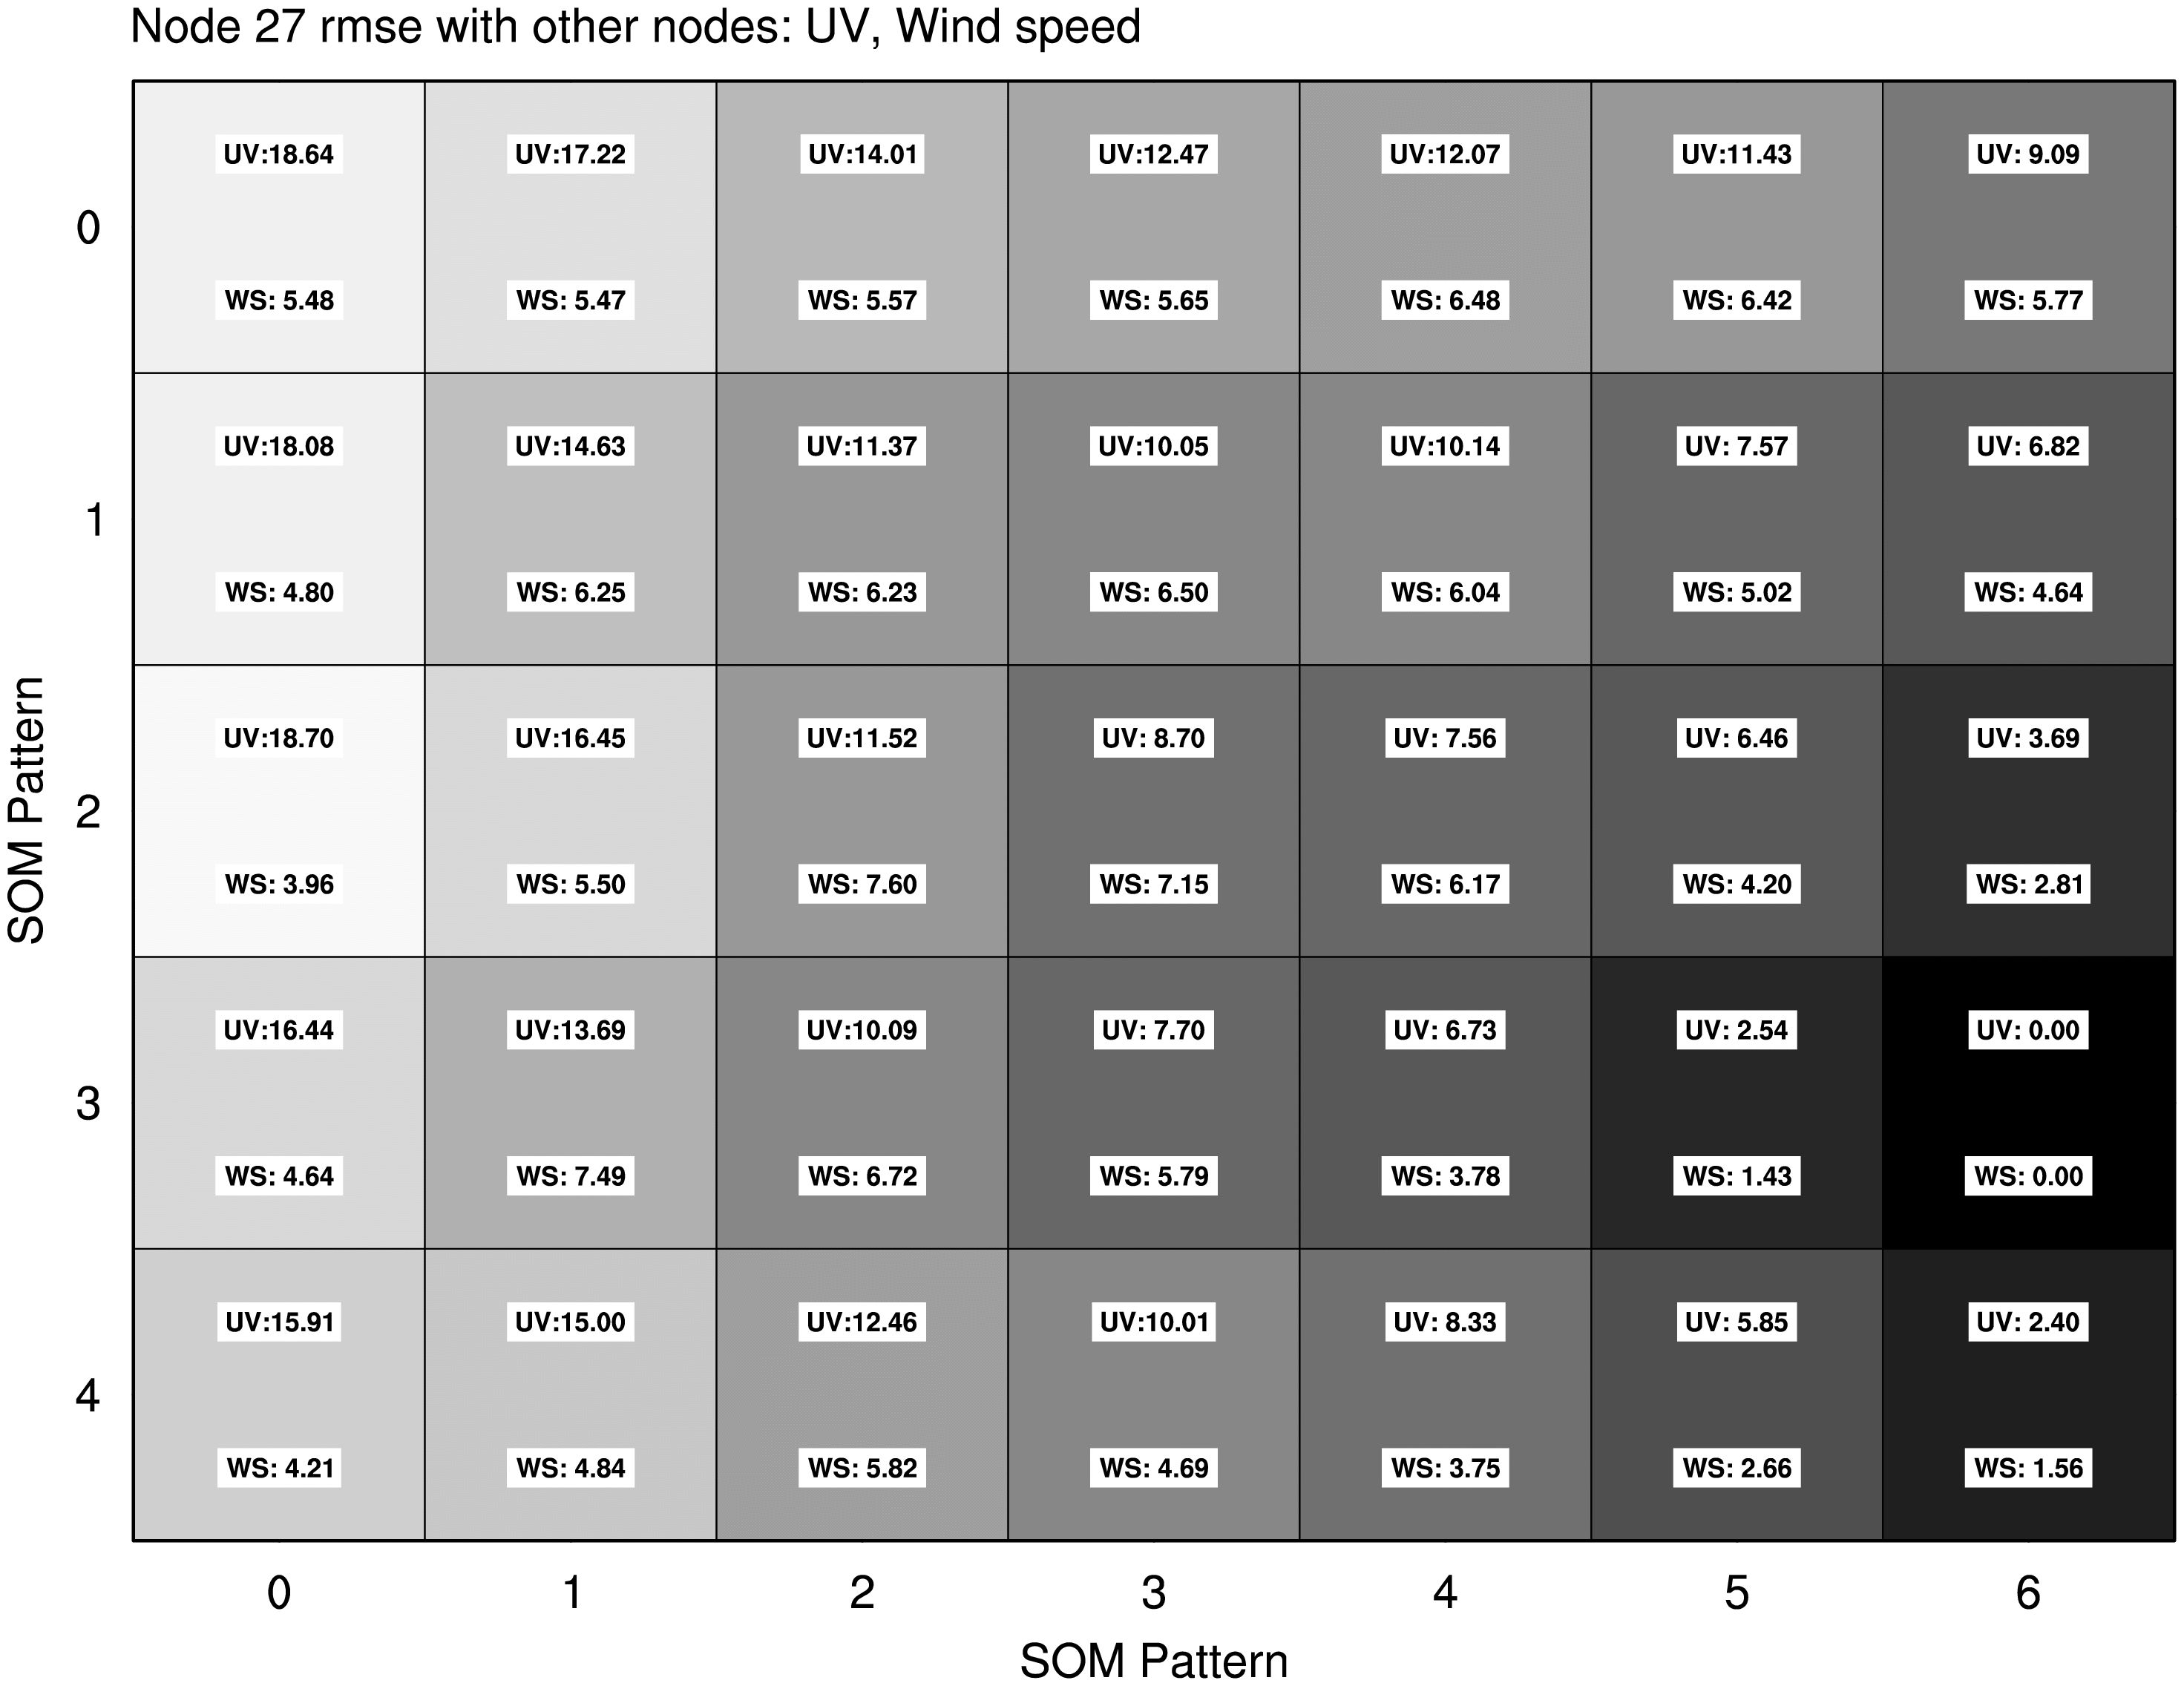 Node 27 rmse with other nodes: UV, Wind speed
UV:18.64 UV:17.22 UV:14.01 UV:12.47 UV:12.07 UV:11.43 UV: 9.09
0
WS: 5.48 WS: 5.47 WS: 5.57 WS: 5.65 WS: 6.48 WS: 6.42 WS: 5.77
UV:18.08 UV:14.63 UV:11.37 UV:10.05 UV:10.14 UV: 7.57 UV: 6.82
1
WS: 4.80 WS: 6.25 WS: 6.23 WS: 6.50 WS: 6.04 WS: 5.02 WS: 4.64
UV:18.70 UV:16.45 UV:11.52 UV: 8.70 UV: 7.56 UV: 6.46 UV: 3.69
SOM Pattern
2
WS: 3.96 WS: 5.50 WS: 7.60 WS: 7.15 WS: 6.17 WS: 4.20 WS: 2.81
UV:16.44 UV:13.69 UV:10.09 UV: 7.70 UV: 6.73 UV: 2.54 UV: 0.00
3
WS: 4.64 WS: 7.49 WS: 6.72 WS: 5.79 WS: 3.78 WS: 1.43 WS: 0.00
UV:15.91 UV:15.00 UV:12.46 UV:10.01 UV: 8.33 UV: 5.85 UV: 2.40
4
WS: 4.21 WS: 4.84 WS: 5.82 WS: 4.69 WS: 3.75 WS: 2.66 WS: 1.56
0 1 2 3 4 5 6
SOM Pattern